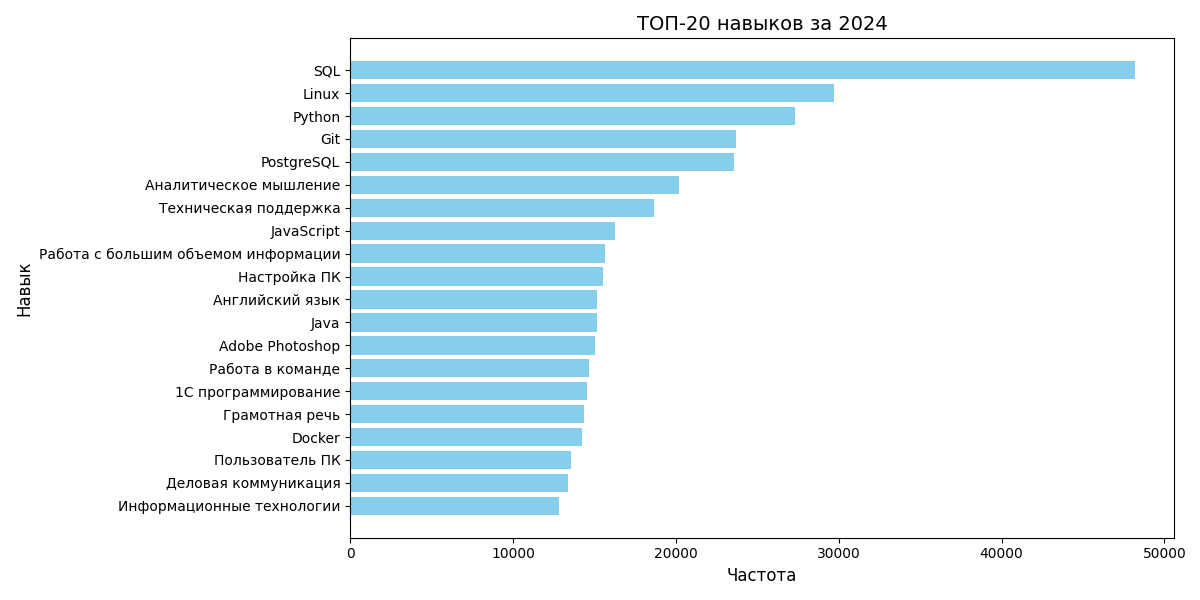 ТОП-20 навыков за 2024
SQL
Linux
Python
Git
PostgreSQL
Аналитическое мышление
Техническая поддержка
JavaScript
Работа с большим объемом информации
Настройка ПК
Английский язык
Java
Adobe Photoshop
Работа в команде
1С программирование
Грамотная речь
Docker
Пользователь ПК
Деловая коммуникация
Информационные технологии
Навык
0 10000 20000 30000 40000 50000
Частота